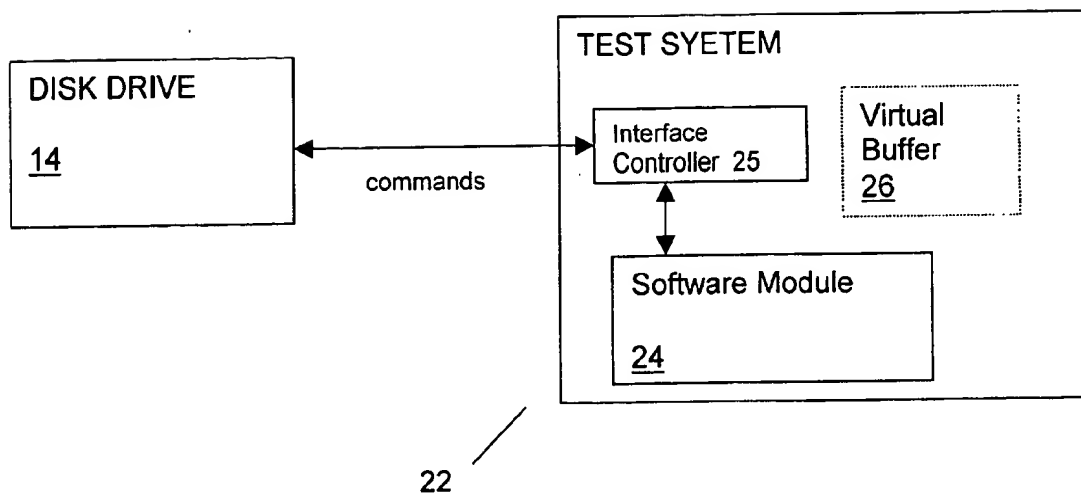 DISK DRIVE
14
commands
TEST SYETEM
Interface
Controller 25
Virtual
Buffer
26
Software Module
24
22